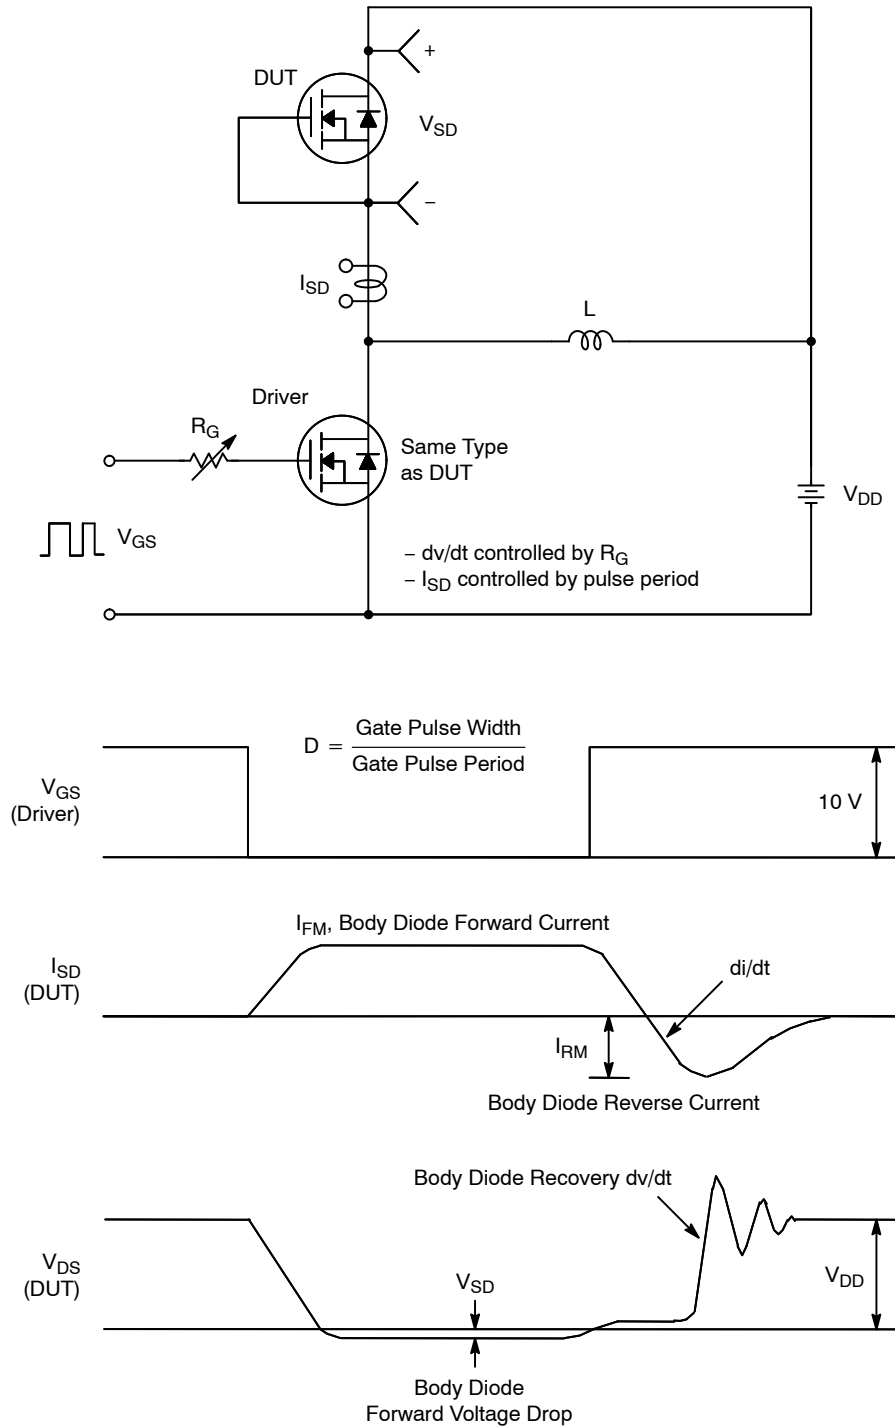 +
DUT
V_SD
–
I_SD
L
Driver
R_G
Same Type
as DUT
V_DD
V_GS
– dv/dt controlled by R_G
– I_SD controlled by pulse period
D = Gate Pulse Width
Gate Pulse Period
V_GS
(Driver)
10 V
I_FM, Body Diode Forward Current
I_SD
(DUT)
di/dt
I_RM
Body Diode Reverse Current
Body Diode Recovery dv/dt
V_DS
(DUT)
V_SD
V_DD
Body Diode
Forward Voltage Drop